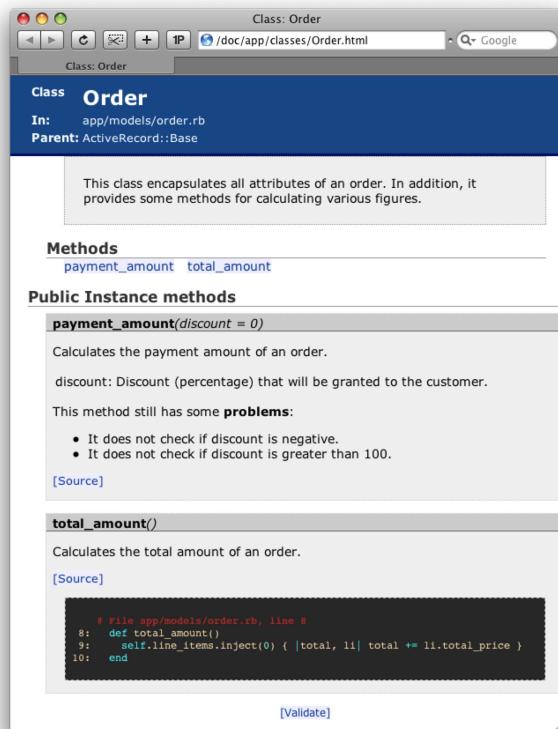 Class: Order
1P /doc/app/classes/Order.html Google
Class: Order
Class Order
In: app/models/order.rb
Parent: ActiveRecord::Base
This class encapsulates all attributes of an order. In addition, it
provides some methods for calculating various figures.
Methods
payment_amount total_amount
Public Instance methods
payment_amount(discount = 0)
Calculates the payment amount of an order.
discount: Discount (percentage) that will be granted to the customer.
This method still has some problems:
• It does not check if discount is negative.
• It does not check if discount is greater than 100.
[Source]
total_amount()
Calculates the total amount of an order.
[Source]
# File app/models/order.rb, line 8
8: def total_amount()
9: self.line_items.inject(0) { |total, li| total += li.total_price }
10: end
[Validate]